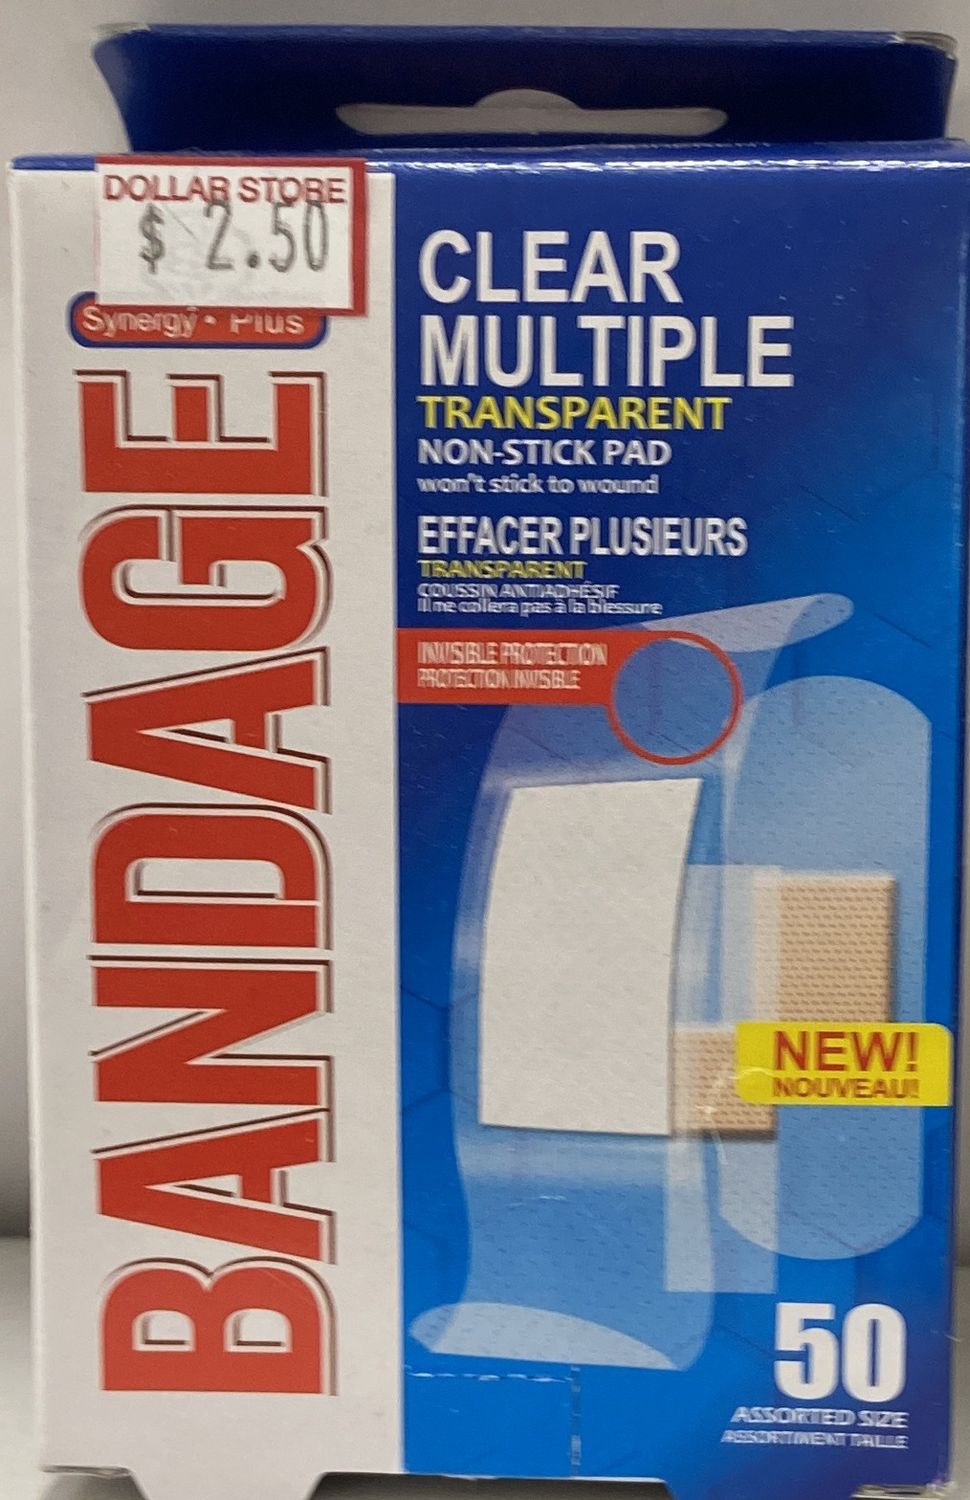 DOLLAR STORE
$ 2.50
Synergy • Plus
BANDAGE
CLEAR
MULTIPLE
TRANSPARENT
NON-STICK PAD
won't stick to wound
EFFACER PLUSIEURS
TRANSPARENT
COUSSIN ANTIADHÉSIF
Il ne collera pas à la blessure
INVISIBLE PROTECTION
PROTECTION INVISIBLE
NEW!
NOUVEAU!
50
ASSORTED SIZE
ASSORTIMENT TAILLE